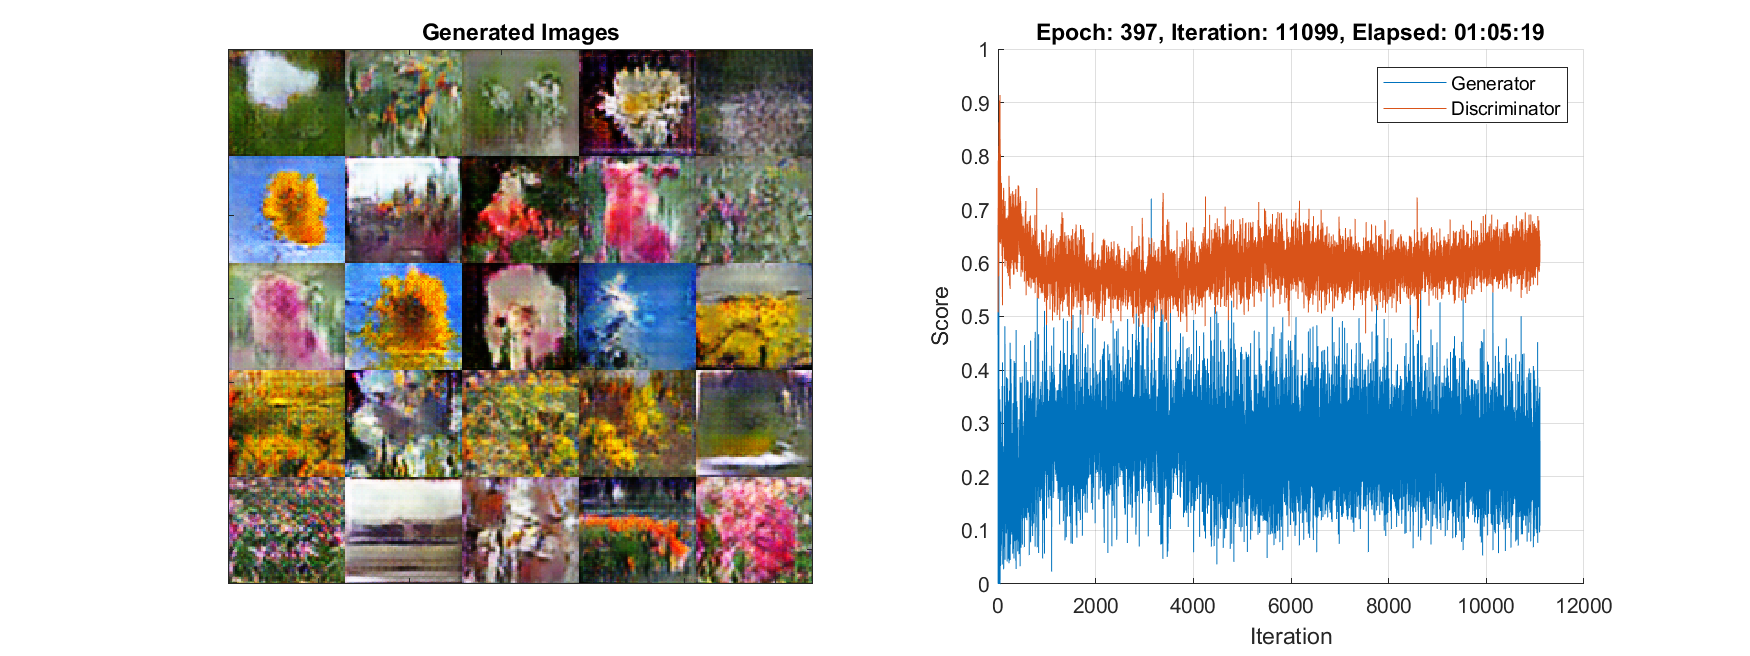 Generated Images
Epoch: 397, Iteration: 11099, Elapsed: 01:05:19
Generator
Discriminator
1
0.9
0.8
0.7
0.6
0.5
0.4
0.3
0.2
0.1
0
Score
0 2000 4000 6000 8000 10000 12000
Iteration